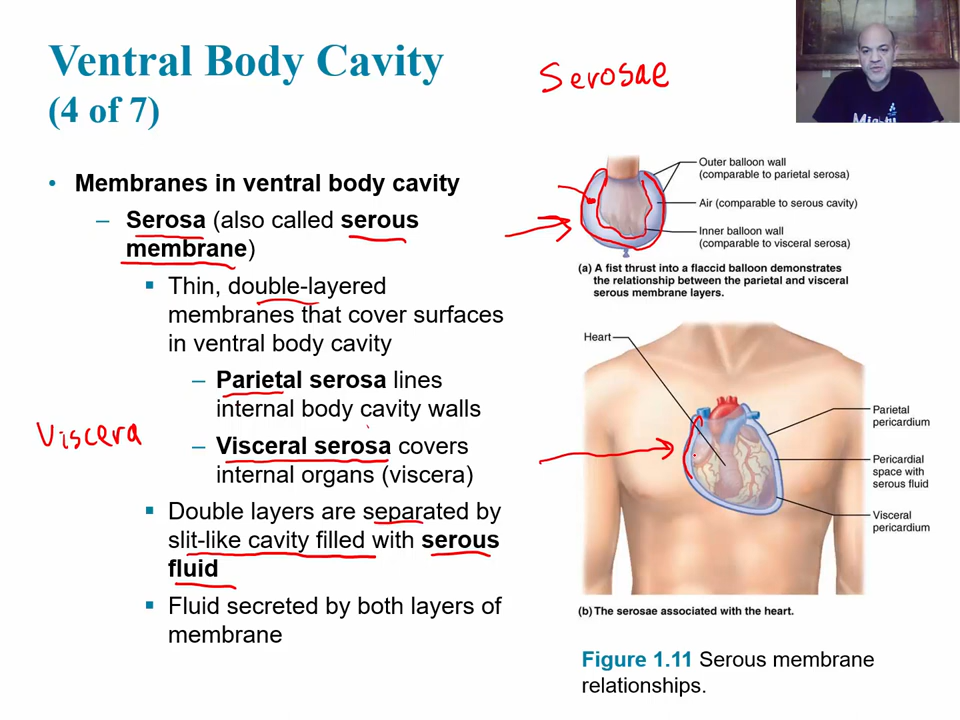 Ventral Body Cavity
(4 of 7)
Serosae
Mighty
• Membranes in ventral body cavity
– Serosa (also called serous
membrane)
▪ Thin, double-layered
membranes that cover surfaces
in ventral body cavity
– Parietal serosa lines
internal body cavity walls
Viscera
– Visceral serosa covers
internal organs (viscera)
▪ Double layers are separated by
slit-like cavity filled with serous
fluid
▪ Fluid secreted by both layers of
membrane
Outer balloon wall
(comparable to parietal serosa)
Air (comparable to serous cavity)
Inner balloon wall
(comparable to visceral serosa)
(a) A fist thrust into a flaccid balloon demonstrates
the relationship between the parietal and visceral
serous membrane layers.
Heart
Parietal
pericardium
Pericardial
space with
serous fluid
Visceral
pericardium
(b) The serosae associated with the heart.
Figure 1.11 Serous membrane
relationships.